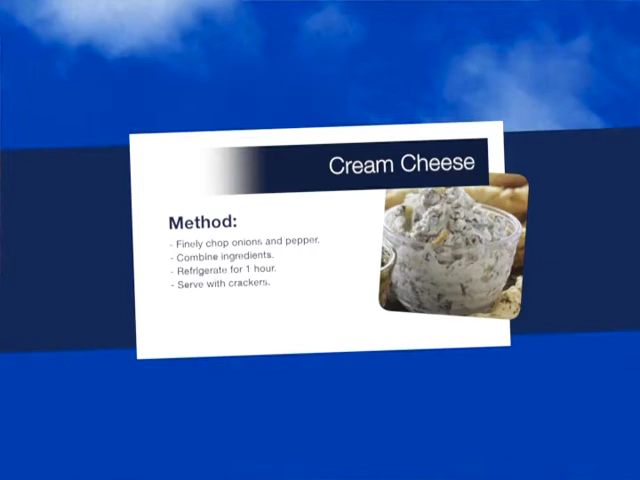 Cream Cheese
Method:
- Finely chop onions and pepper.
- Combine ingredients.
- Refrigerate for 1 hour.
- Serve with crackers.